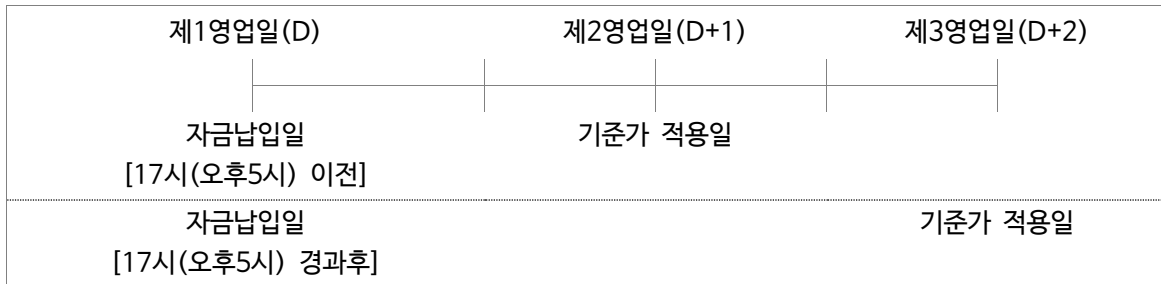 제1영업일(D) 제2영업일(D+1) 제3영업일(D+2)
자금납입일 기준가 적용일
[17시(오후5시) 이전]
자금납입일 기준가 적용일
[17시(오후5시) 경과후]